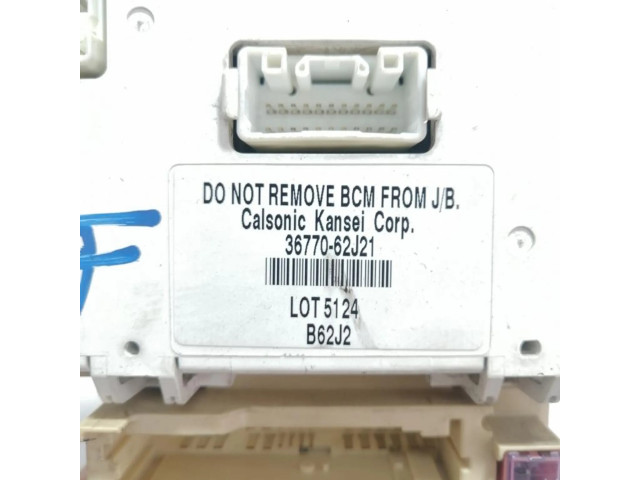 DO NOT REMOVE BCM FROM J/B.
Calsonic Kansei Corp.
36770-62J21
LOT 5124
B62J2